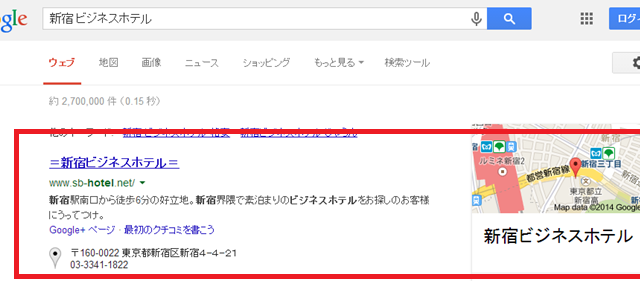 gle
新宿ビジネスホテル
ログイ
ウェブ 地図 画像 ニュース ショッピング もっと見る 検索ツール
約 2,700,000 件 (0.15 秒)
他のキーワード:
=新宿ビジネスホテル=
www.sb-hotel.net/
新宿駅南口から徒歩6分の好立地。新宿界隈で素泊まりのビジネスホテルをお探しのお客様
にうってつけ。
Google+ ページ · 最初のクチコミを書こう
〒160-0022 東京都新宿区新宿4-4-21
03-3341-1822
ルミネ新宿2
新宿三丁目
都営新宿線
東京都立
新宿高
Map data ©2014 Google
新宿ビジネスホテル